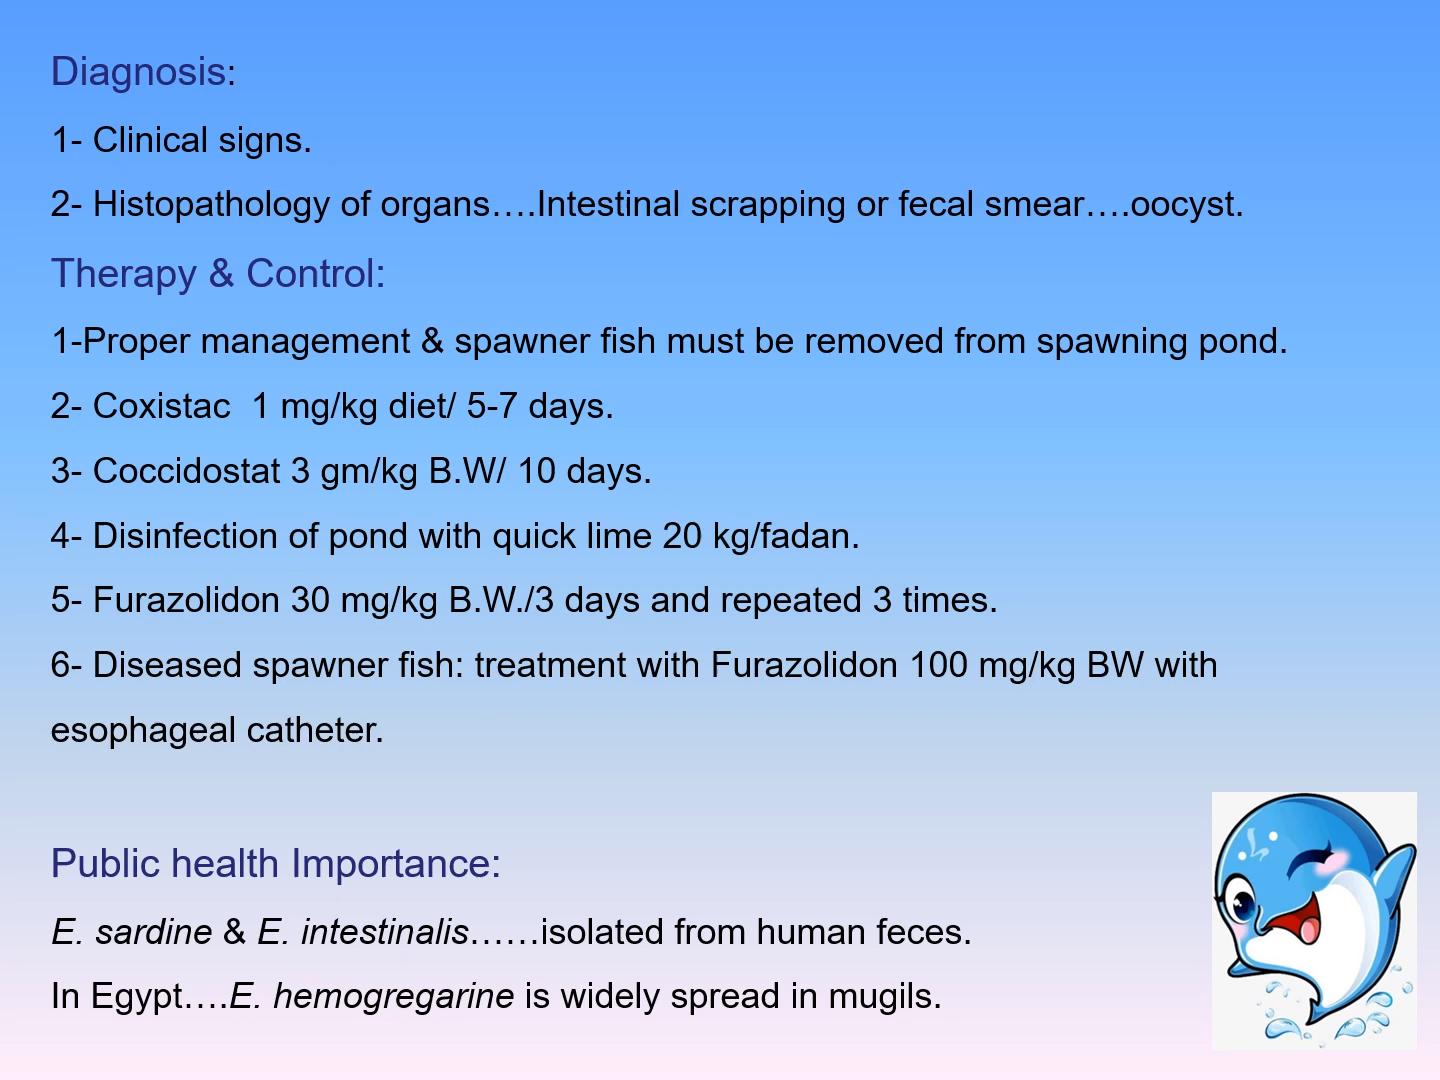 Diagnosis:
1- Clinical signs.
2- Histopathology of organs….Intestinal scrapping or fecal smear….oocyst.
Therapy & Control:
1-Proper management & spawner fish must be removed from spawning pond.
2- Coxistac  1 mg/kg diet/ 5-7 days.
3- Coccidostat 3 gm/kg B.W/ 10 days.
4- Disinfection of pond with quick lime 20 kg/fadan.
5- Furazolidon 30 mg/kg B.W./3 days and repeated 3 times.
6- Diseased spawner fish: treatment with Furazolidon 100 mg/kg BW with
esophageal catheter.
Public health Importance:
E. sardine & E. intestinalis……isolated from human feces.
In Egypt….E. hemogregarine is widely spread in mugils.